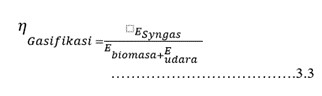 η Gasifikasi = □E Syngas / E biomasa+E udara
……………………………….3.3